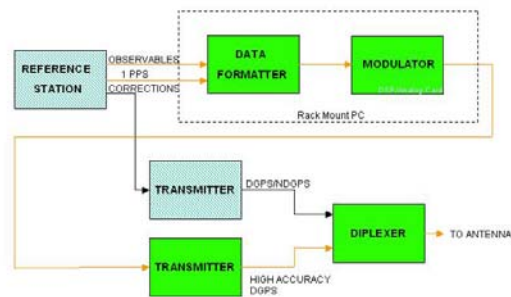 OBSERVABLES
1 PPS
CORRECTIONS
REFERENCE
STATION
DATA
FORMATTER
MODULATOR
Rack Mount PC
TRANSMITTER
DGPS/NDGPS
DIPLEXER
TO ANTENNA
TRANSMITTER
HIGH ACCURACY
DGPS